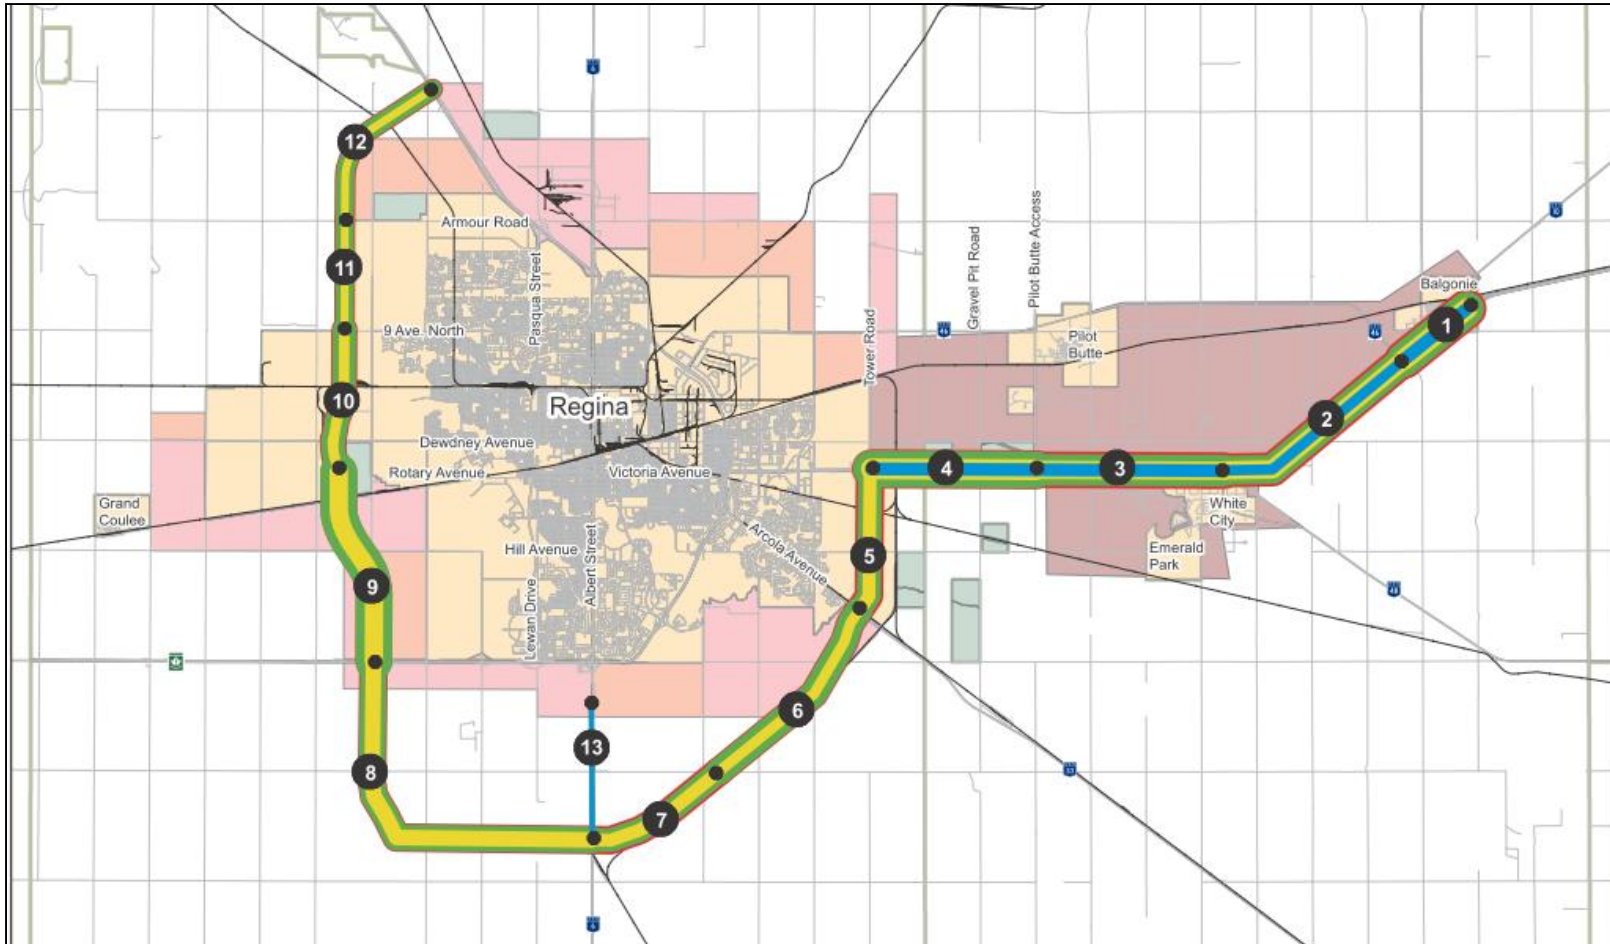 6
12
Armour Road
Pasqua Street
11
9 Ave. North
10
Regina
Dewdney Avenue
Rotary Avenue
Victoria Avenue
Grand
Coulee
Hill Avenue
Albert Street
Lewan Drive
Arcola Avenue
Tower Road
Gravel Pit Road
Pilot Butte Access
46
Pilot
Butte
46
Balgonie
1
2
3
4
5
White
City
Emerald
Park
48
9
1
6
13
8
7
33
6